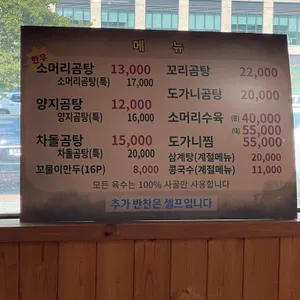 메 뉴
한우
소머리곰탕 13,000
소머리곰탕(특) 17,000
양지곰탕 12,000
양지곰탕(특) 16,000
차돌곰탕 15,000
차돌곰탕(특) 20,000
꼬물이만두(16P) 8,000
꼬리곰탕 22,000
도가니곰탕 20,000
소머리수육 (중) 40,000
(대) 55,000
도가니찜 55,000
삼계탕(계절메뉴) 20,000
콩국수(계절메뉴) 11,000
모든 육수는 100% 사골만 사용합니다
추가 반찬은 셀프입니다